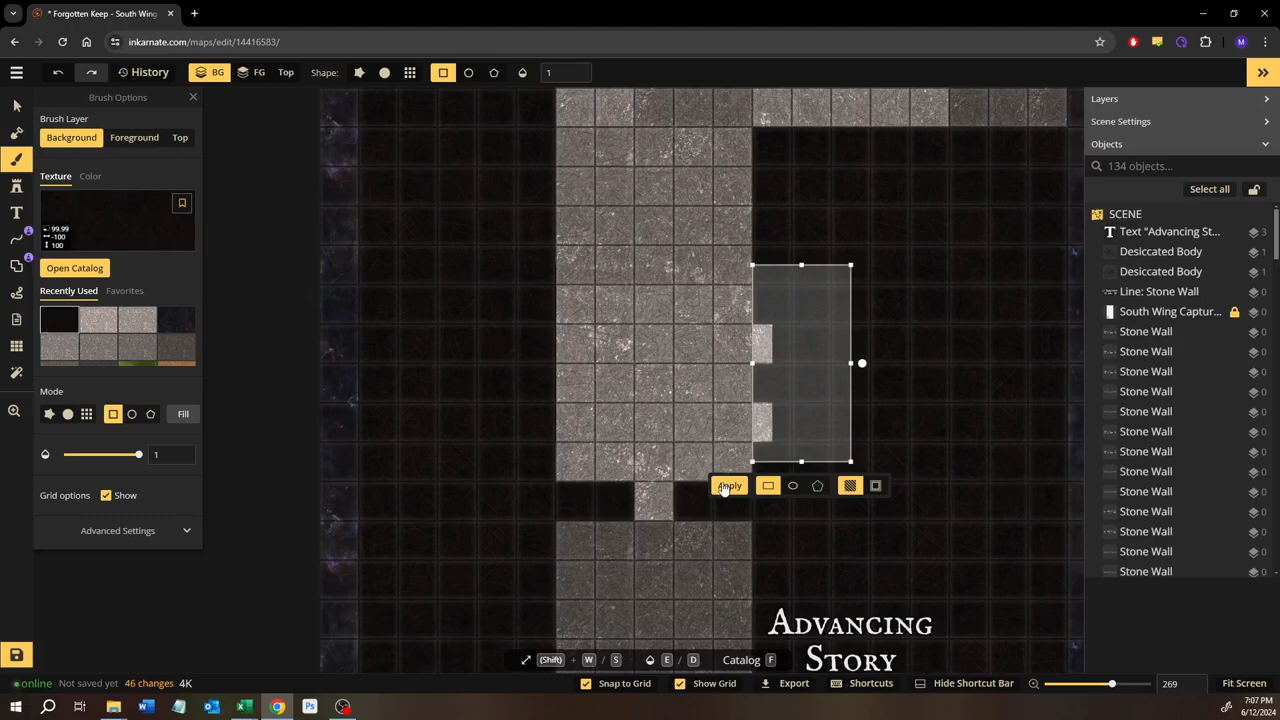 * Forgotten Keep - South Wing
inkarnate.com/maps/edit/14416583/
History
BG
FG
Top
Shape:
1
Brush Options
Brush Layer
Background
Foreground
Top
Texture
Color
99.99
-100
100
Open Catalog
Recently Used
Favorites
Mode
Fill
1
Grid options
Show
Advanced Settings
Apply
ADVANCING
STORY
Layers
Scene Settings
Objects
134 objects...
Select all
SCENE
Text "Advancing St... 3
Desiccated Body 1
Desiccated Body 1
Line: Stone Wall 0
South Wing Captur... 0
Stone Wall 0
Stone Wall 0
Stone Wall 0
Stone Wall 0
Stone Wall 0
Stone Wall 0
Stone Wall 0
Stone Wall 0
Stone Wall 0
Stone Wall 0
Stone Wall 0
Stone Wall 0
Stone Wall 0
(Shift) + W / S
E / D
Catalog F
online
Not saved yet
46 changes
4K
Snap to Grid
Show Grid
Export
Shortcuts
Hide Shortcut Bar
269
Fit Screen
7:07 PM
6/12/2024